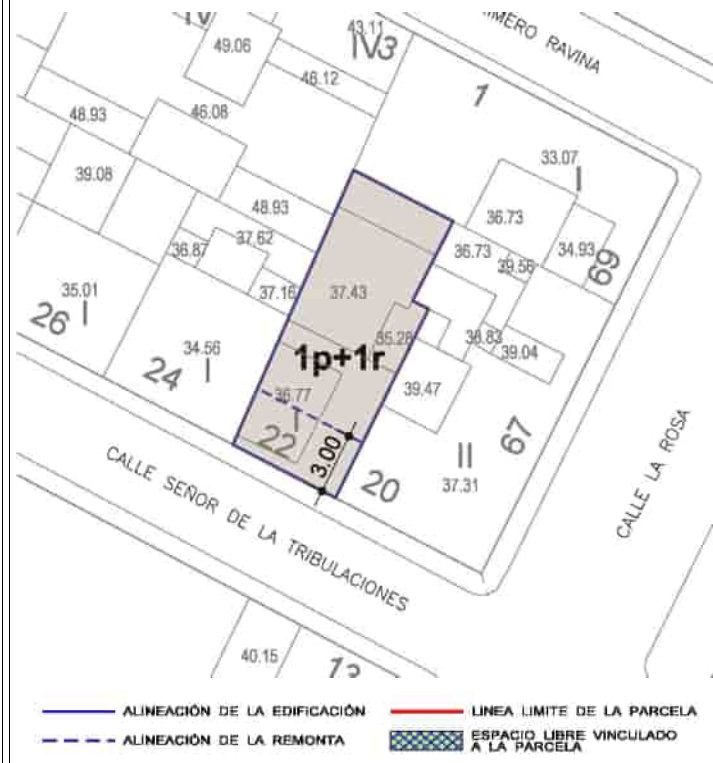 IV
43.11
IV3
49.06
46.12
MERO RAVINA
1
48.93
46.08
33.07
I
39.08
36.73
48.93
34.93
37.62
36.87
36.73
39.56
69
37.16
37.43
35.01
26 I
35.28
38.83
39.04
34.56
I
24
1p+1r
39.47
36.77
I
22
3.00
20
II
37.31
67
CALLE LA ROSA
CALLE SEÑOR DE LA TRIBULACIONES
40.15
13
ALINEACIÓN DE LA EDIFICACIÓN
LINEA LIMITE DE LA PARCELA
ALINEACIÓN DE LA REMONTA
ESPACIO LIBRE VINCULADO
A LA PARCELA